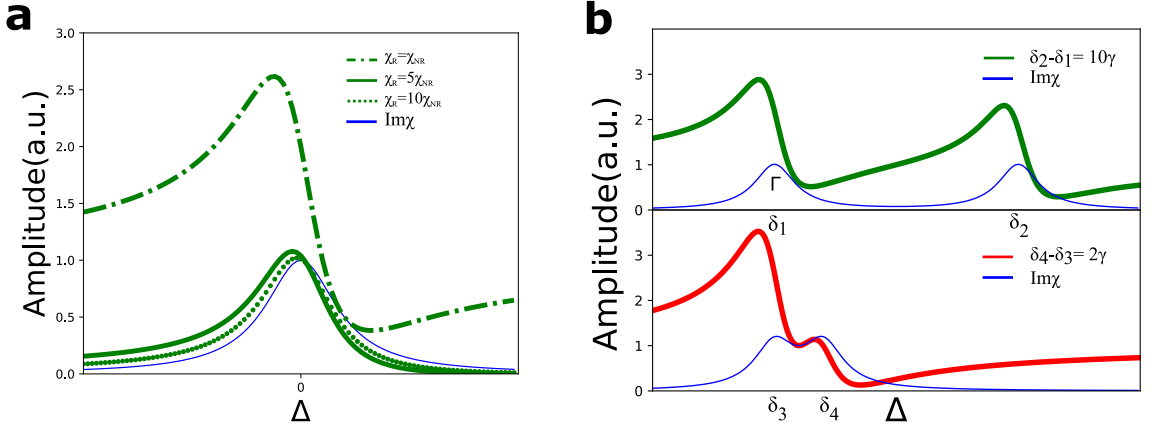 a
3.0
2.5
2.0
1.5
1.0
0.5
0.0
Amplitude(a.u.)
χR=χNR
χR=5χNR
χR=10χNR
Imχ
0
Δ
b
3
2
1
0
Amplitude(a.u.)
δ2-δ1= 10γ
Imχ
Γ
δ1
δ2
3
2
1
0
δ4-δ3= 2γ
Imχ
δ3
δ4
Δ